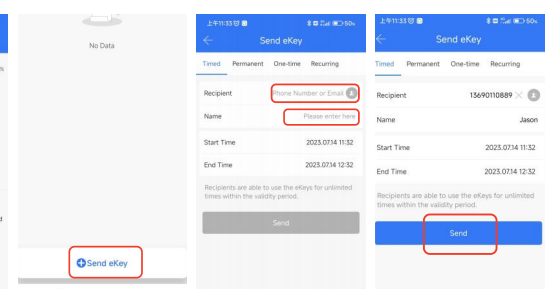 No Data
Send eKey
上午11:33
50%
Send eKey
Timed Permanent One-time Recurring
Recipient Phone Number or Email
Name Please enter here
Start Time 2023.07.14 11:32
End Time 2023.07.14 12:32
Recipients are able to use the eKeys for unlimited
times within the validity period.
Send
上午11:33
50%
Send eKey
Timed Permanent One-time Recurring
Recipient 13690110889
Name Jason
Start Time 2023.07.14 11:32
End Time 2023.07.14 12:32
Recipients are able to use the eKeys for unlimited
times within the validity period.
Send